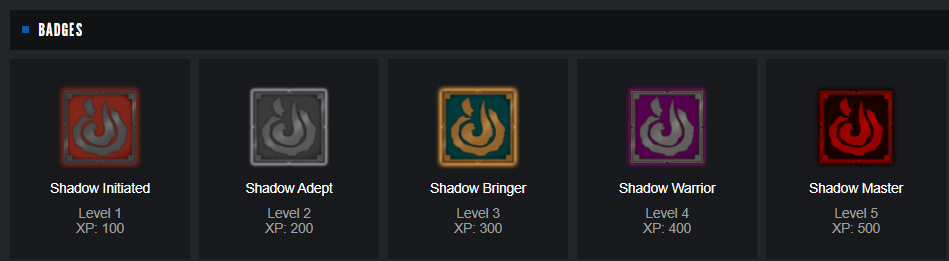 BADGES
Shadow Initiated
Level 1
XP: 100
Shadow Adept
Level 2
XP: 200
Shadow Bringer
Level 3
XP: 300
Shadow Warrior
Level 4
XP: 400
Shadow Master
Level 5
XP: 500